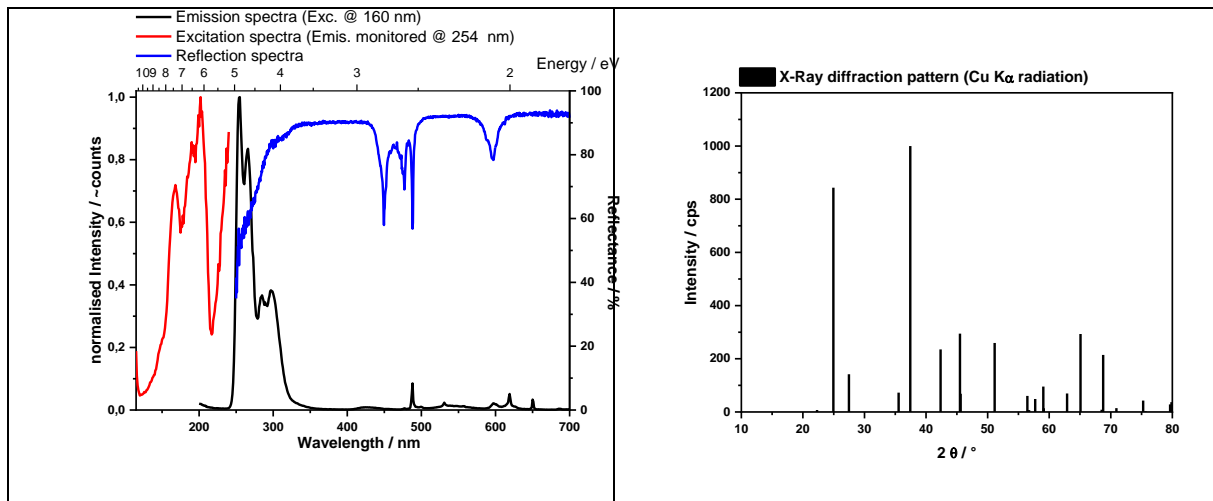 Emission spectra (Exc. @ 160 nm)
Excitation spectra (Emis. monitored @ 254  nm)
Reflection spectra
Energy / eV
10 9 8 7 6 5 4 3 2
1,0
0,8
0,6
0,4
0,2
0,0
normalised Intensity / ~counts
100
80
60
40
20
0
Reflectance / %
200 300 400 500 600 700
Wavelength / nm
X-Ray diffraction pattern (Cu Kα radiation)
1200
1000
800
600
400
200
0
Intensity / cps
10 20 30 40 50 60 70 80
2 θ / °